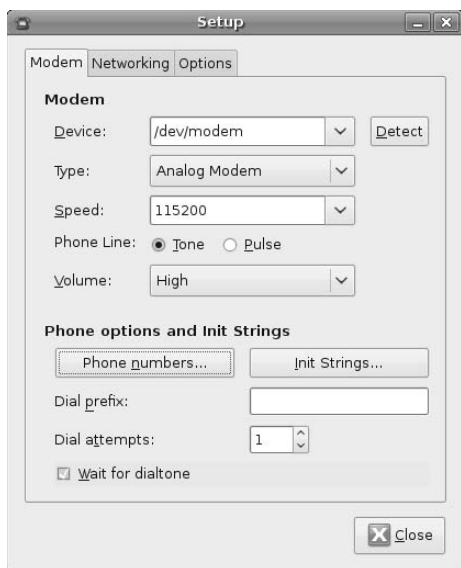 Setup
Modem Networking Options
Modem
Device: /dev/modem Detect
Type: Analog Modem
Speed: 115200
Phone Line: Tone Pulse
Volume: High
Phone options and Init Strings
Phone numbers... Init Strings...
Dial prefix:
Dial attempts: 1
Wait for dialtone
Close